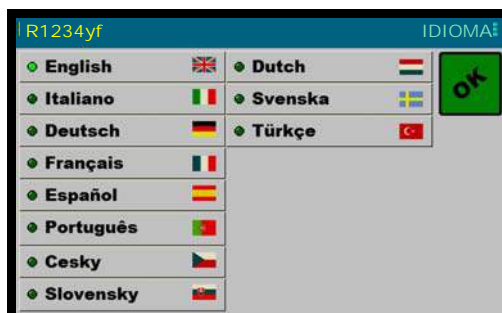 R1234yf IDIOMA
English
Italiano
Deutsch
Français
Español
Português
Cesky
Slovensky
Dutch
Svenska
Türkçe
OK